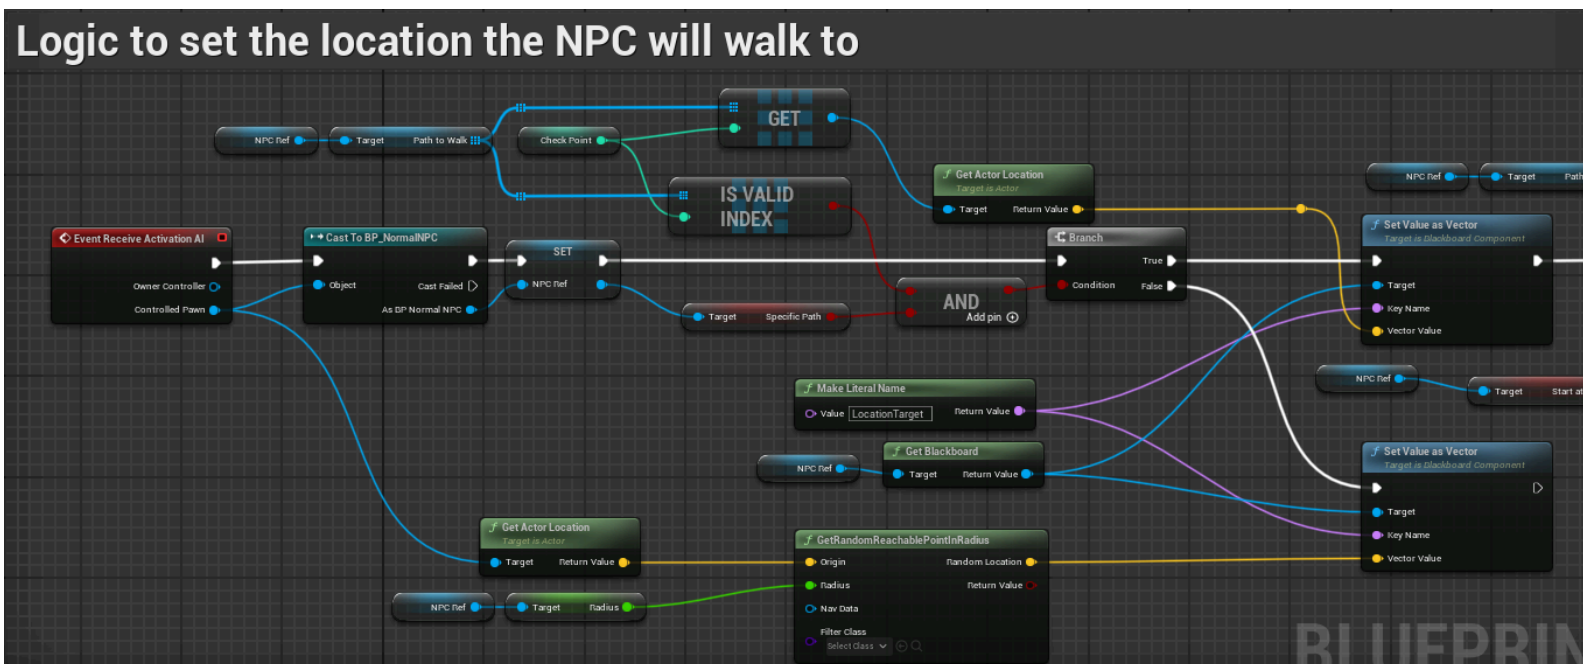 Logic to set the location the NPC will walk to
GET
NPC Ref
Target Path to Walk
Check Point
IS VALID
INDEX
Get Actor Location
Target is Actor
Target Return Value
NPC Ref
Target Path
Set Value as Vector
Target is Blackboard Component
Target
Key Name
Vector Value
Event Receive Activation AI
Owner Controller
Controlled Pawn
Cast To BP_NormalNPC
Object
Cast Failed
As BP Normal NPC
SET
NPC Ref
Target Specific Path
AND
Add pin
Branch
True
Condition False
NPC Ref
Target Start at
Make Literal Name
Value LocationTarget Return Value
Get Blackboard
NPC Ref
Target Return Value
Set Value as Vector
Target is Blackboard Component
Target
Key Name
Vector Value
Get Actor Location
Target is Actor
Target Return Value
NPC Ref
Target Radius
GetRandomReachablePointInRadius
Origin Random Location
Radius Return Value
Nav Data
Filter Class
Select Class
BLUEPRIN